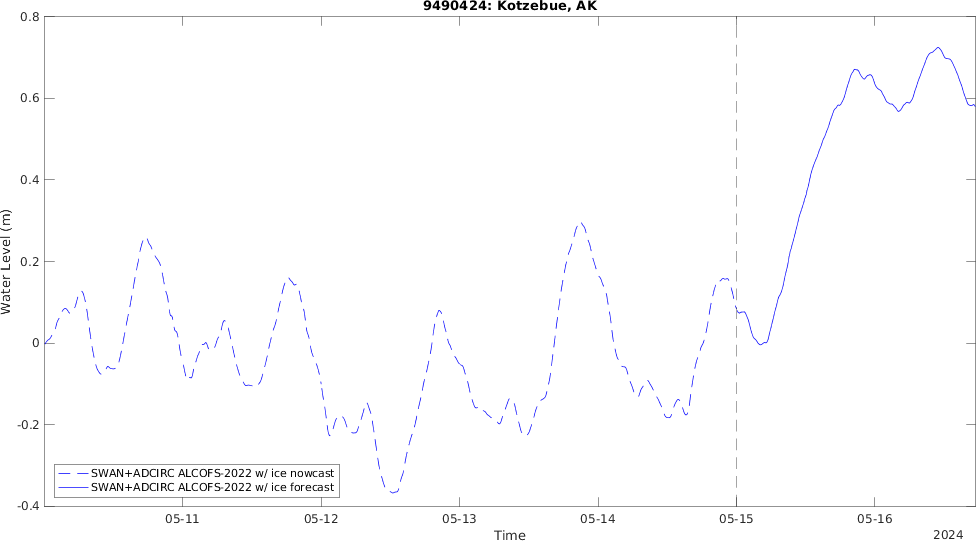 9490424: Kotzebue, AK
0.8
0.6
0.4
0.2
0
-0.2
-0.4
Water Level (m)
SWAN+ADCIRC ALCOFS-2022 w/ ice nowcast
SWAN+ADCIRC ALCOFS-2022 w/ ice forecast
05-11 05-12 05-13 05-14 05-15 05-16
Time
2024